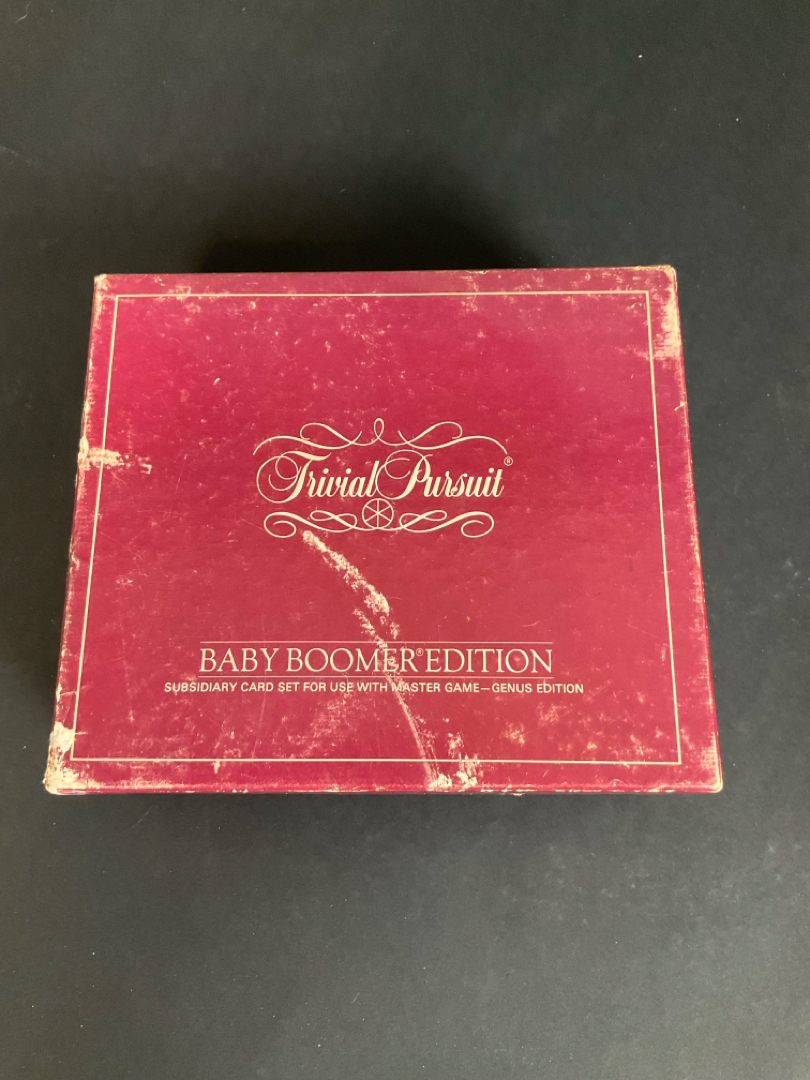 Trivial Pursuit®
BABY BOOMER® EDITION
SUBSIDIARY CARD SET FOR USE WITH MASTER GAME—GENUS EDITION